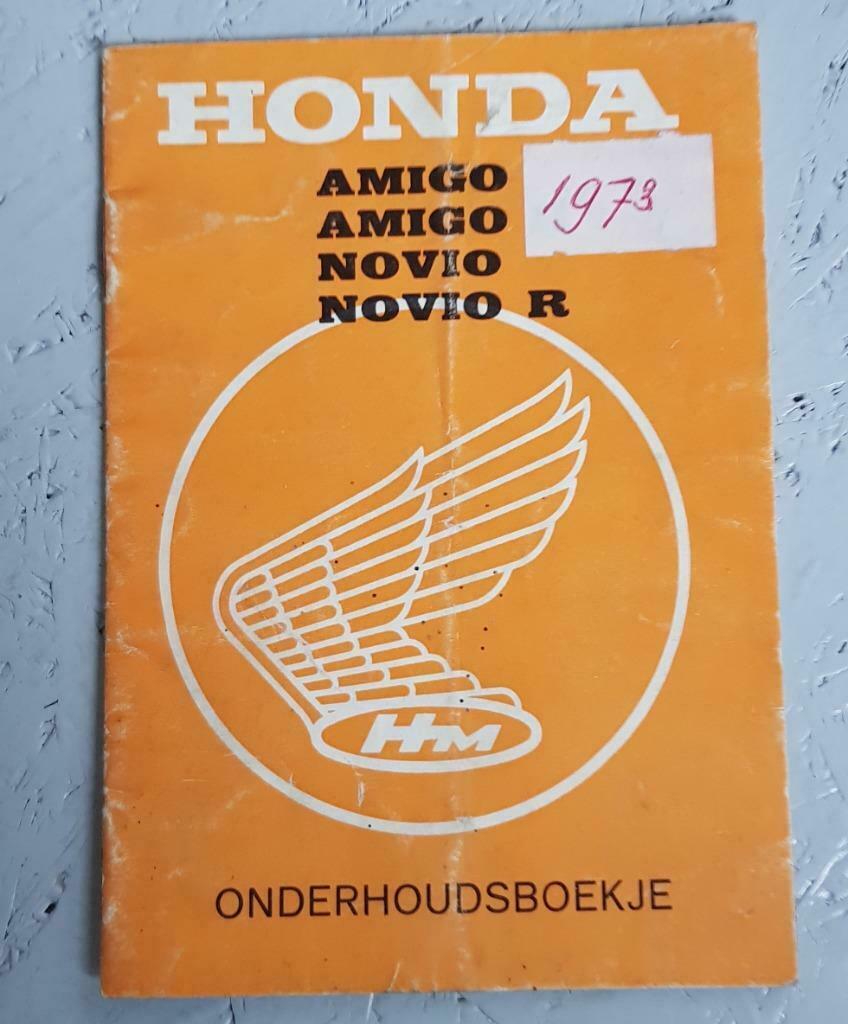 HONDA
AMIGO
AMIGO
NOVIO
NOVIO R
1973
HM
ONDERHOUDSBOEKJE